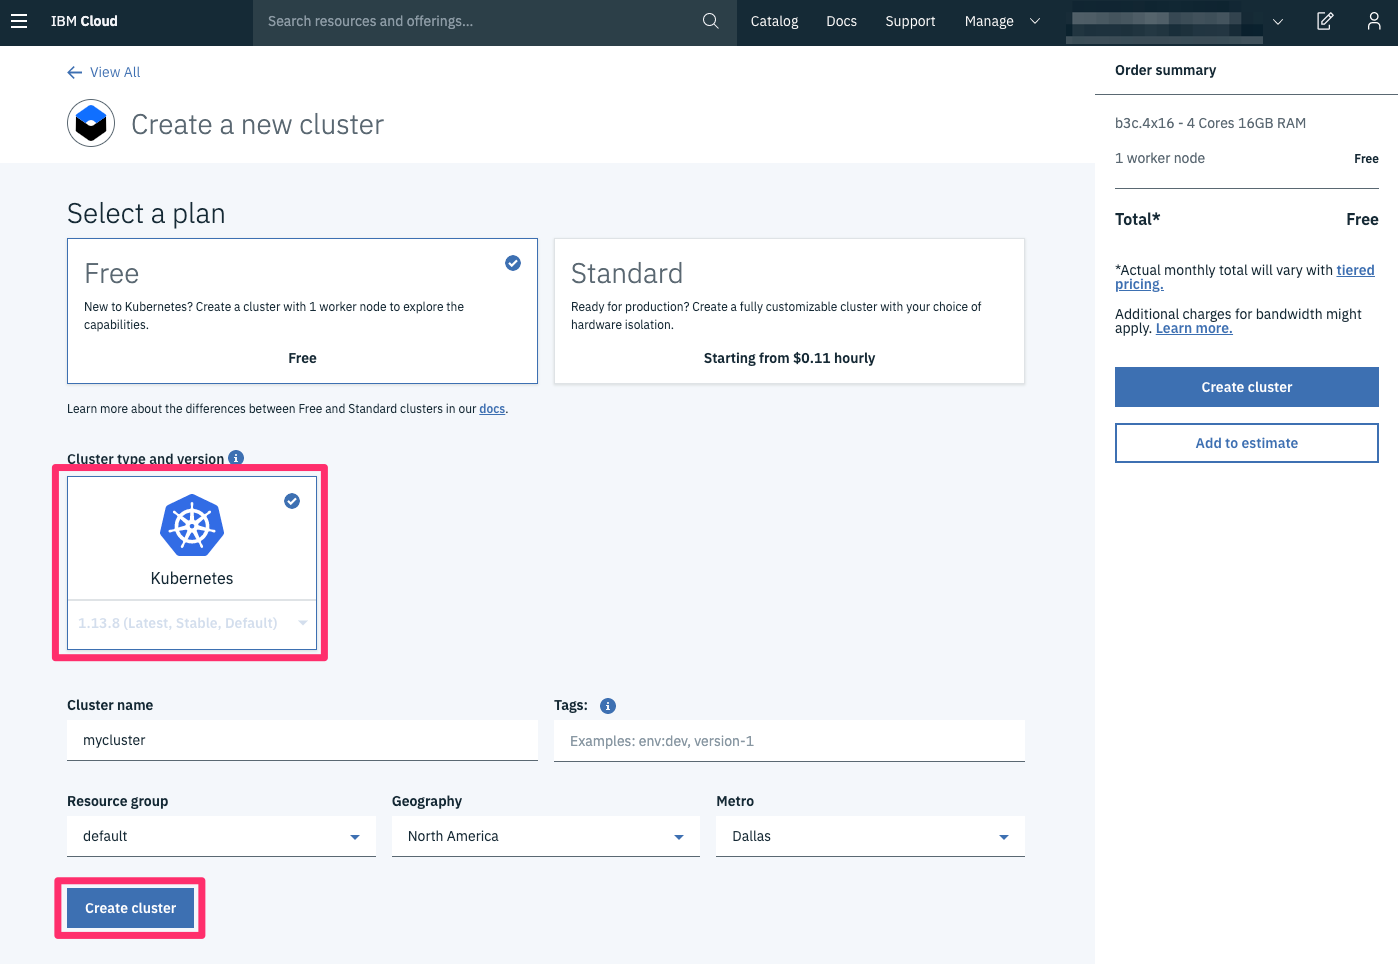 IBM Cloud
Search resources and offerings...
Catalog
Docs
Support
Manage
View All
Create a new cluster
Select a plan
Free
New to Kubernetes? Create a cluster with 1 worker node to explore the
capabilities.
Free
Standard
Ready for production? Create a fully customizable cluster with your choice of
hardware isolation.
Starting from $0.11 hourly
Learn more about the differences between Free and Standard clusters in our docs.
Cluster type and version
Kubernetes
1.13.8 (Latest, Stable, Default)
Cluster name
mycluster
Tags:
Examples: env:dev, version-1
Resource group
default
Geography
North America
Metro
Dallas
Create cluster
Order summary
b3c.4x16 - 4 Cores 16GB RAM
1 worker node Free
Total* Free
*Actual monthly total will vary with tiered
pricing.
Additional charges for bandwidth might
apply. Learn more.
Create cluster
Add to estimate